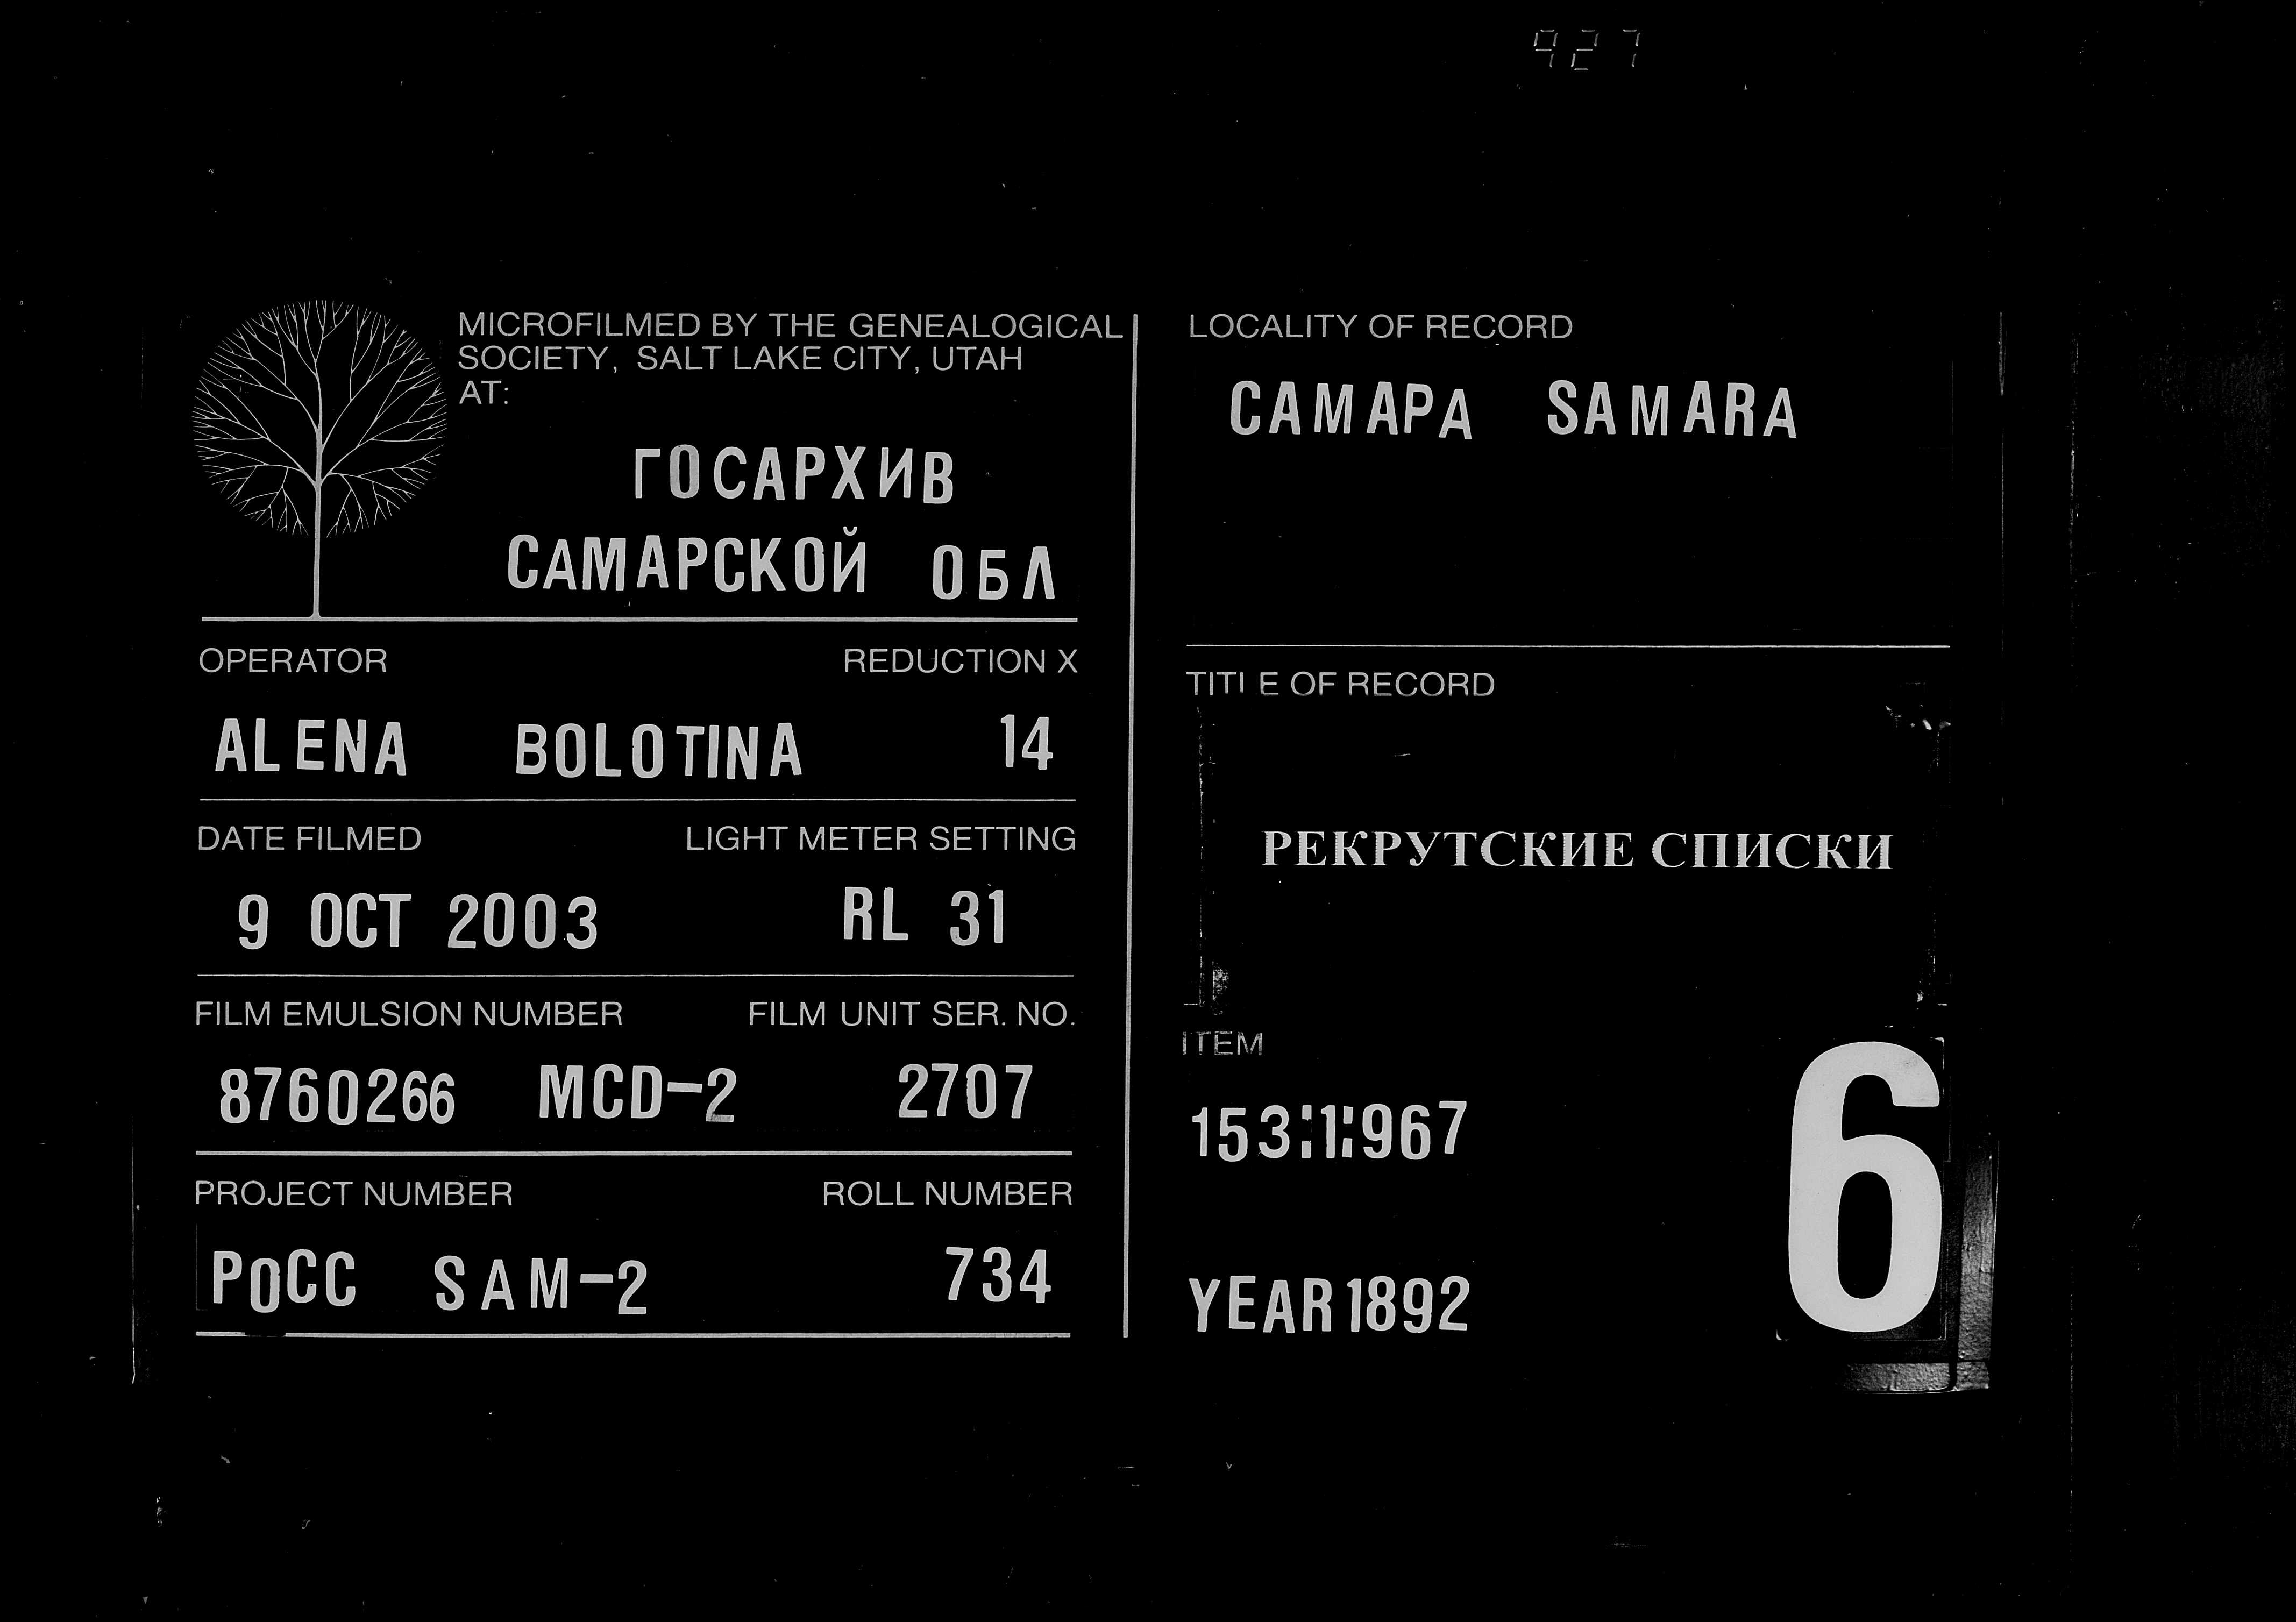 927
MICROFILMED BY THE GENEALOGICAL
SOCIETY, SALT LAKE CITY, UTAH
AT:
ГОСАРХИВ
САМАРСКОЙ ОБЛ
OPERATOR REDUCTION X
ALENA BOLOTINA 14
DATE FILMED LIGHT METER SETTING
9 OCT 2003 RL 31
FILM EMULSION NUMBER FILM UNIT SER. NO.
8760266 MCD-2 2707
PROJECT NUMBER ROLL NUMBER
РоСС SAM-2 734
LOCALITY OF RECORD
САМАРА SAMARA
TITLE OF RECORD
РЕКРУТСКИЕ СПИСКИ
ITEM
153:1:967
6
YEAR 1892